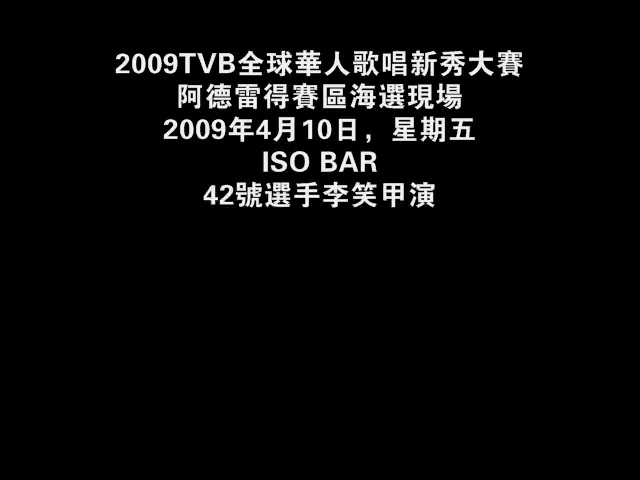 2009TVB全球華人歌唱新秀大賽
阿德雷得賽區海選現場
2009年4月10日，星期五
ISO BAR
42號選手李笑甲演